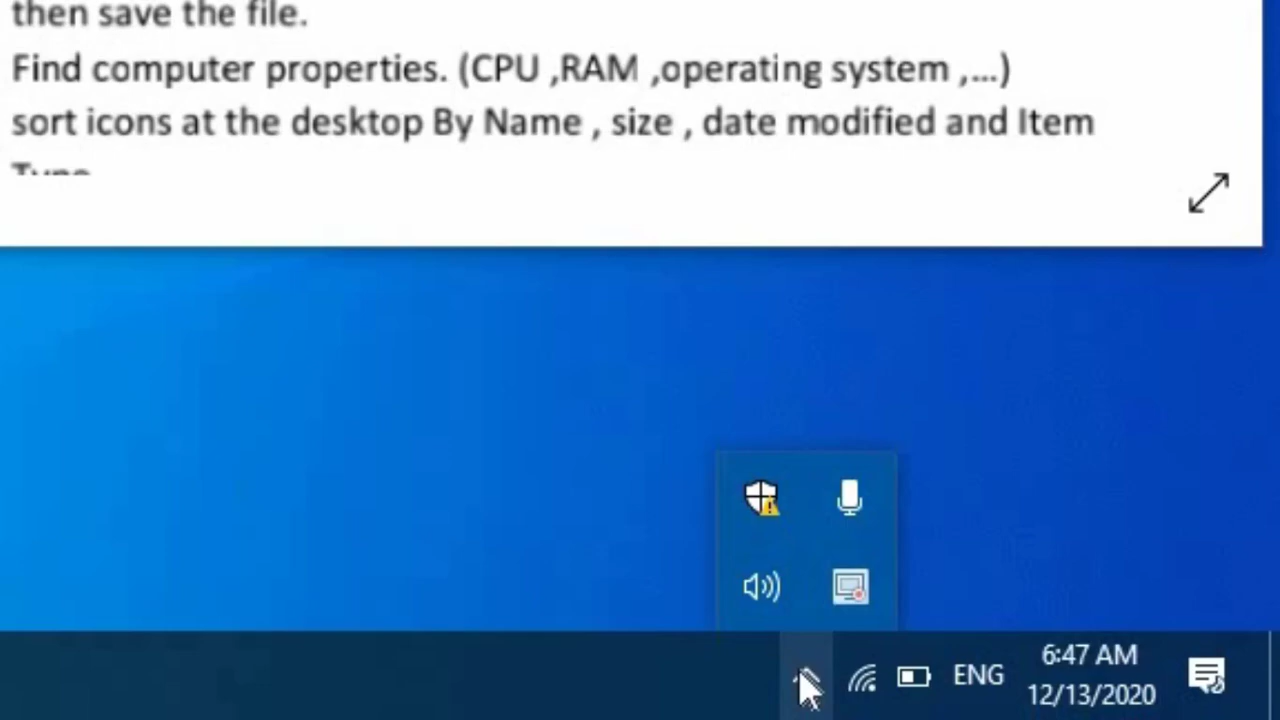 then save the file.
Find computer properties. (CPU ,RAM ,operating system ,...)
sort icons at the desktop By Name , size , date modified and Item
ENG
6:47 AM
12/13/2020